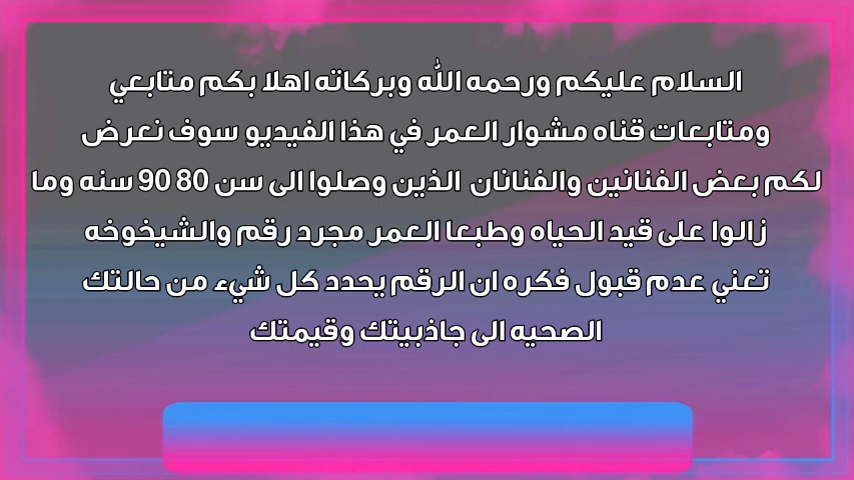 السلام عليكم ورحمه الله وبركاته اهلا بكم متابعي
ومتابعات قناه مشوار العمر في هذا الفيديو سوف نعرض
لكم بعض الفنانين والفنانان الذين وصلوا الى سن 80 90 سنه وما
زالوا على قيد الحياه وطبعا العمر مجرد رقم والشيخوخه
تعني عدم قبول فكره ان الرقم يحدد كل شيء من حالتك
الصحيه الى جاذبيتك وقيمتك